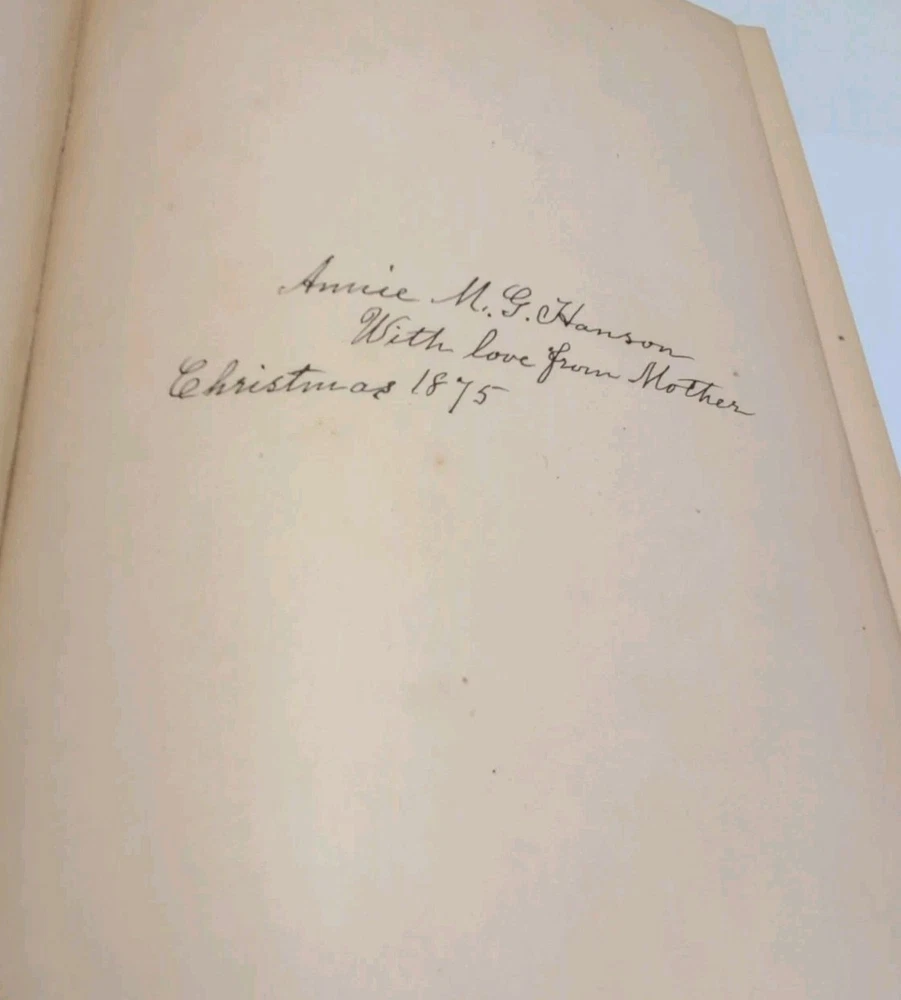 Annie M. G. Hanson
With love from Mother
Christmas 1875